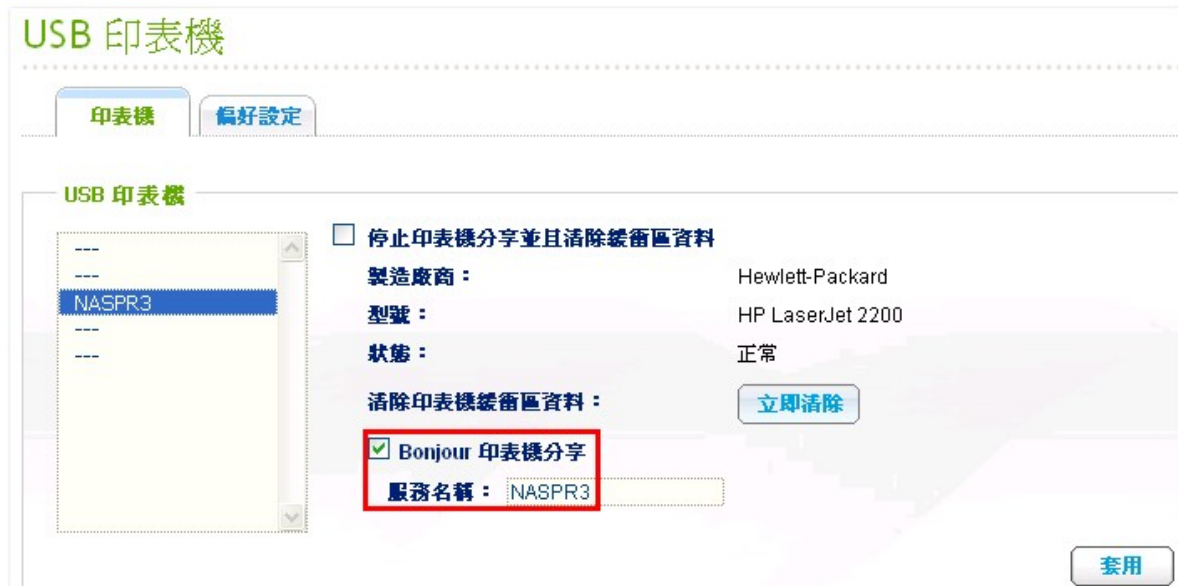 USB 印表機
印表機 偏好設定
USB 印表機
---
---
NASPR3
---
---
停止印表機分享並且清除緩衝區資料
製造廠商： Hewlett-Packard
型號： HP LaserJet 2200
狀態： 正常
清除印表機緩衝區資料： 立即清除
Bonjour 印表機分享
服務名稱： NASPR3
套用